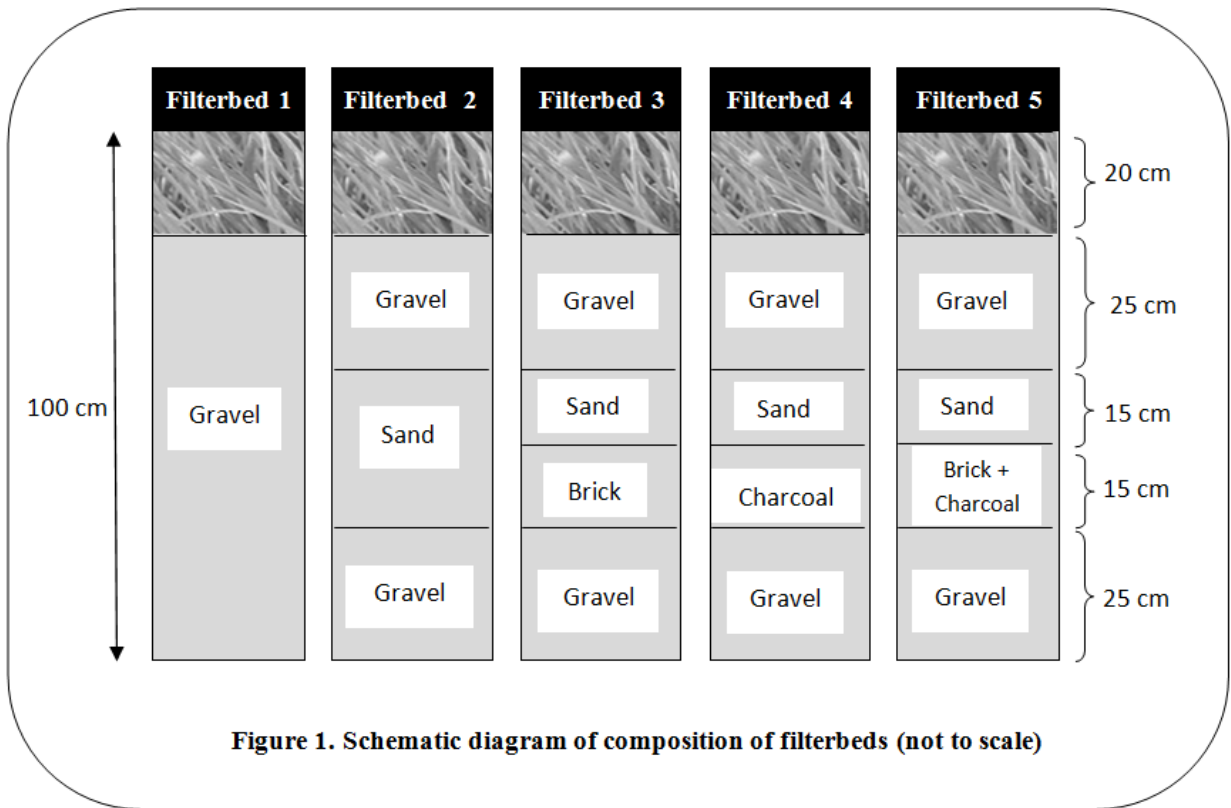 Filterbed 1
Filterbed 2
Filterbed 3
Filterbed 4
Filterbed 5
20 cm
Gravel
Gravel
Gravel
Gravel
25 cm
100 cm
Gravel
Sand
Sand
Sand
Sand
15 cm
Brick
Charcoal
Brick +
Charcoal
15 cm
Gravel
Gravel
Gravel
Gravel
25 cm
Figure 1. Schematic diagram of composition of filterbeds (not to scale)